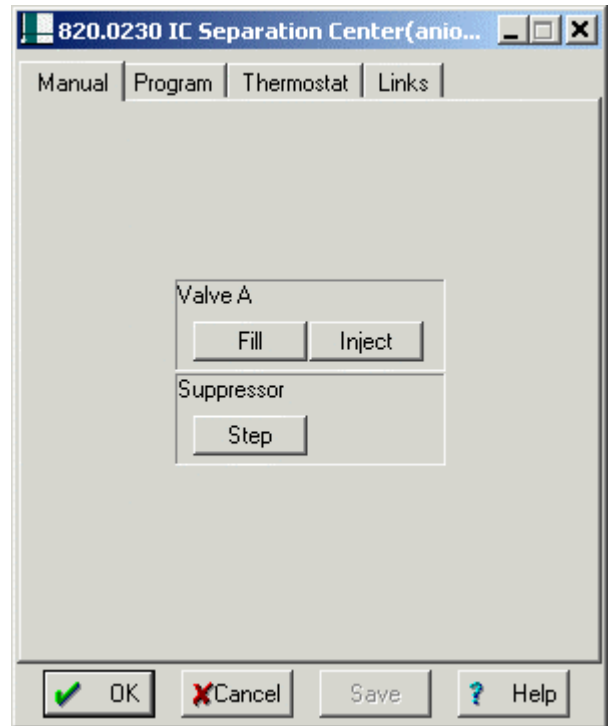 820.0230 IC Separation Center(anio...
Manual Program Thermostat Links
Valve A
Fill Inject
Suppressor
Step
OK Cancel Save Help